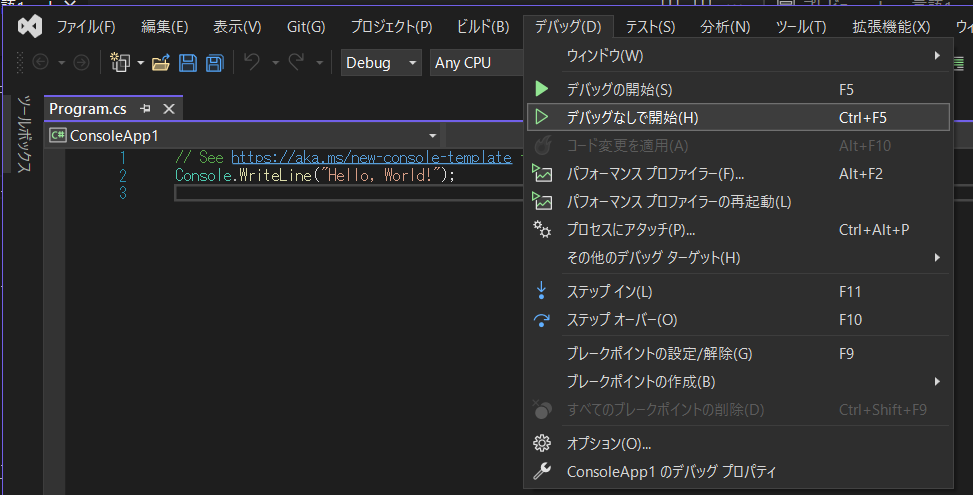 ファイル(F) 編集(E) 表示(V) Git(G) プロジェクト(P) ビルド(B) デバッグ(D) テスト(S) 分析(N) ツール(T) 拡張機能(X)
Debug Any CPU
ツールボックス
Program.cs
C# ConsoleApp1
1 // See https://aka.ms/new-console-template
2 Console.WriteLine("Hello, World!");
3
ウィンドウ(W)
デバッグの開始(S) F5
デバッグなしで開始(H) Ctrl+F5
コード変更を適用(A) Alt+F10
パフォーマンス プロファイラー(F)... Alt+F2
パフォーマンス プロファイラーの再起動(L)
プロセスにアタッチ(P)... Ctrl+Alt+P
その他のデバッグ ターゲット(H)
ステップ イン(L) F11
ステップ オーバー(O) F10
ブレークポイントの設定/解除(G) F9
ブレークポイントの作成(B)
すべてのブレークポイントの削除(D) Ctrl+Shift+F9
オプション(O)...
ConsoleApp1 のデバッグ プロパティ